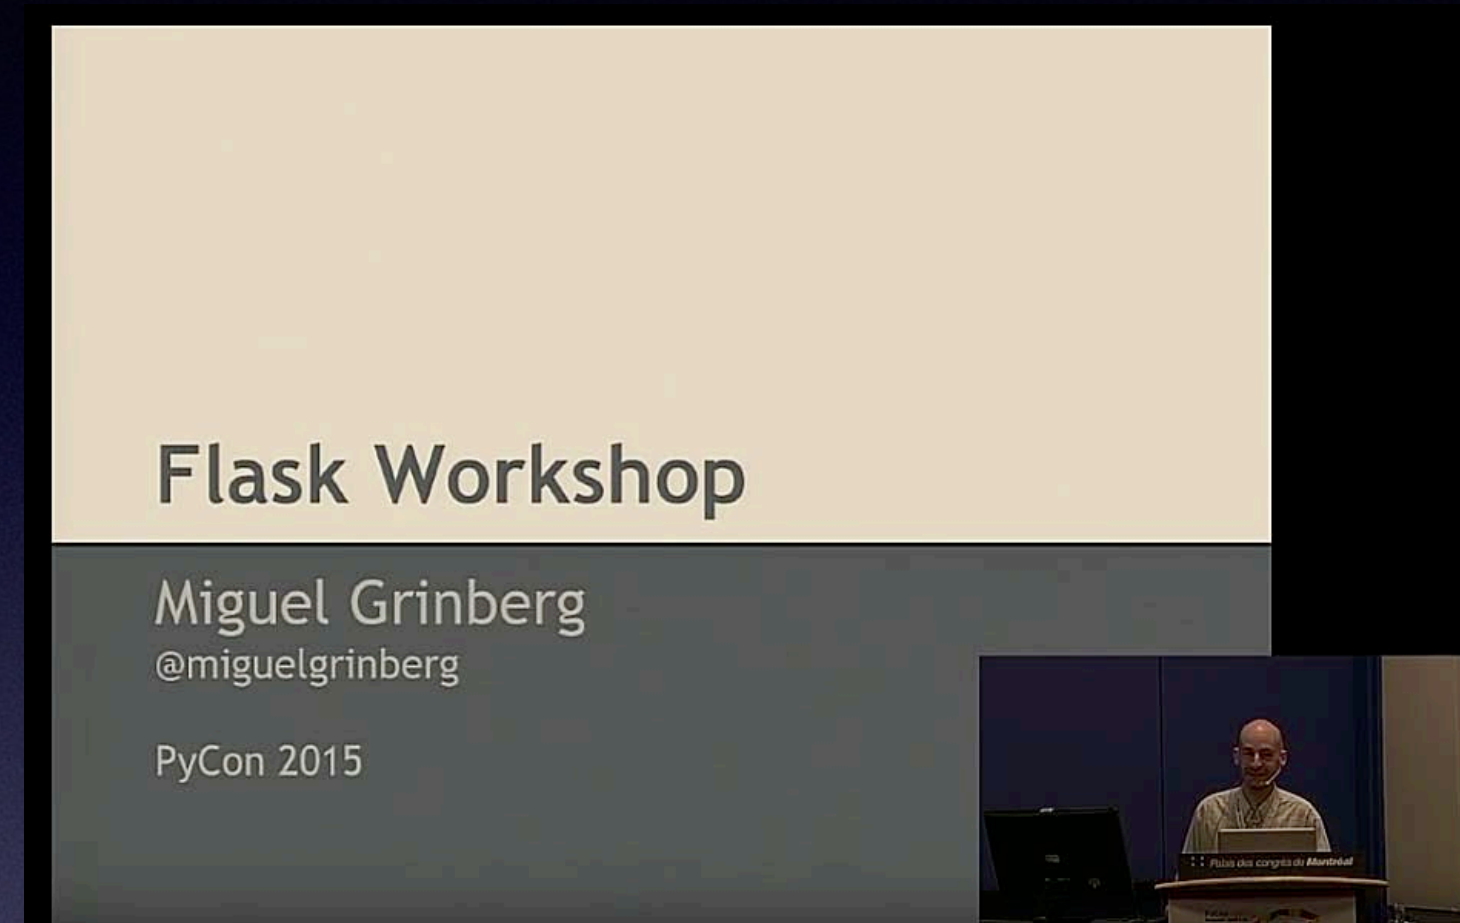 Flask Workshop
Miguel Grinberg
@miguelgrinberg
PyCon 2015
Palais des congrès de Montréal